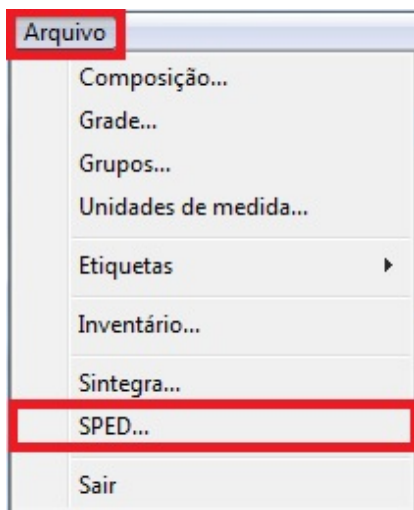 Arquivo
Composição...
Grade...
Grupos...
Unidades de medida...
Etiquetas
Inventário...
Sintegra...
SPED...
Sair